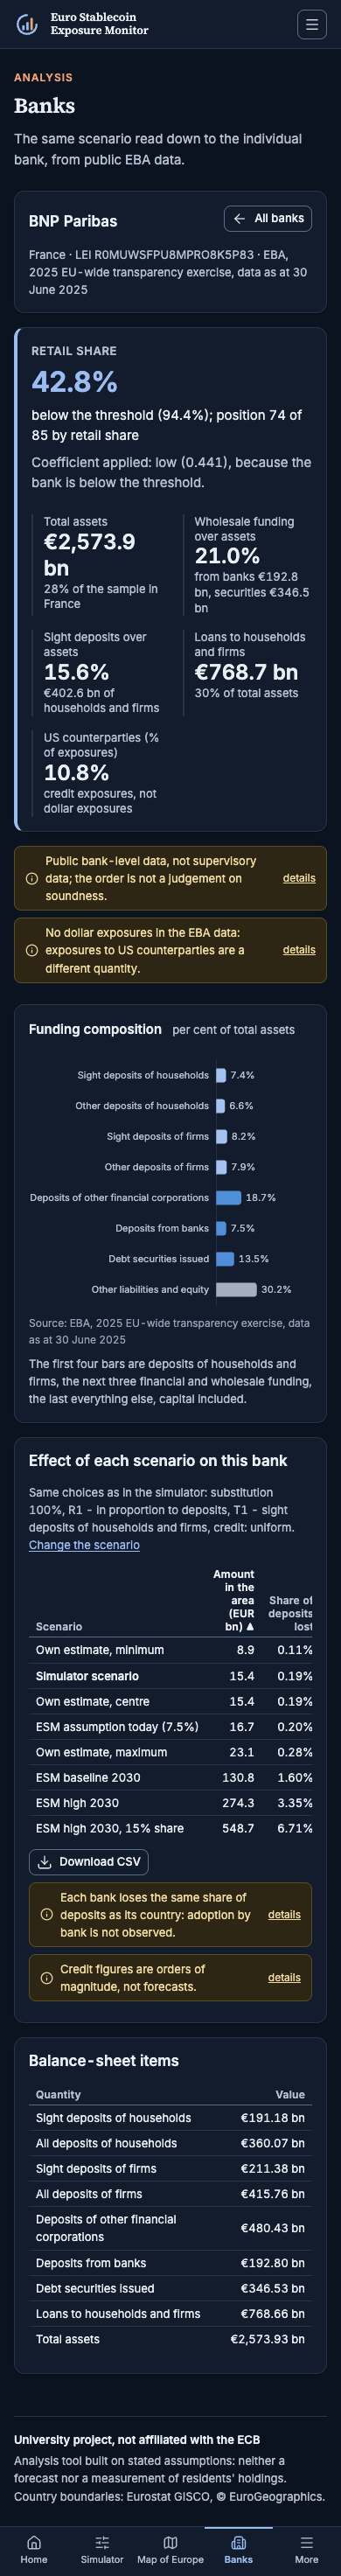 Euro Stablecoin
Exposure Monitor
ANALYSIS
Banks
The same scenario read down to the individual
bank, from public EBA data.
BNP Paribas
All banks
France · LEI R0MUWSFPU8MPRO8K5P83 · EBA,
2025 EU-wide transparency exercise, data as at 30
June 2025
RETAIL SHARE
42.8%
below the threshold (94.4%); position 74 of
85 by retail share
Coefficient applied: low (0.441), because the
bank is below the threshold.
Total assets
€2,573.9
bn
28% of the sample in
France
Wholesale funding
over assets
21.0%
from banks €192.8
bn, securities €346.5
bn
Sight deposits over
assets
15.6%
€402.6 bn of
households and firms
Loans to households
and firms
€768.7 bn
30% of total assets
US counterparties (%
of exposures)
10.8%
credit exposures, not
dollar exposures
Public bank-level data, not supervisory
data; the order is not a judgement on
soundness.
details
No dollar exposures in the EBA data:
exposures to US counterparties are a
different quantity.
details
Funding composition per cent of total assets
Sight deposits of households 7.4%
Other deposits of households 6.6%
Sight deposits of firms 8.2%
Other deposits of firms 7.9%
Deposits of other financial corporations 18.7%
Deposits from banks 7.5%
Debt securities issued 13.5%
Other liabilities and equity 30.2%
Source: EBA, 2025 EU-wide transparency exercise, data
as at 30 June 2025
The first four bars are deposits of households and
firms, the next three financial and wholesale funding,
the last everything else, capital included.
Effect of each scenario on this bank
Same choices as in the simulator: substitution
100%, R1 - in proportion to deposits, T1 - sight
deposits of households and firms, credit: uniform.
Change the scenario
Scenario
Amount
in the
area
(EUR
bn) ▲
Share of
deposits
lost
Own estimate, minimum 8.9 0.11%
Simulator scenario 15.4 0.19%
Own estimate, centre 15.4 0.19%
ESM assumption today (7.5%) 16.7 0.20%
Own estimate, maximum 23.1 0.28%
ESM baseline 2030 130.8 1.60%
ESM high 2030 274.3 3.35%
ESM high 2030, 15% share 548.7 6.71%
Download CSV
Each bank loses the same share of
deposits as its country: adoption by
bank is not observed.
details
Credit figures are orders of
magnitude, not forecasts.
details
Balance-sheet items
Quantity Value
Sight deposits of households €191.18 bn
All deposits of households €360.07 bn
Sight deposits of firms €211.38 bn
All deposits of firms €415.76 bn
Deposits of other financial
corporations €480.43 bn
Deposits from banks €192.80 bn
Debt securities issued €346.53 bn
Loans to households and firms €768.66 bn
Total assets €2,573.93 bn
University project, not affiliated with the ECB
Analysis tool built on stated assumptions: neither a
forecast nor a measurement of residents' holdings.
Country boundaries: Eurostat GISCO, © EuroGeographics.
Home
Simulator
Map of Europe
Banks
More